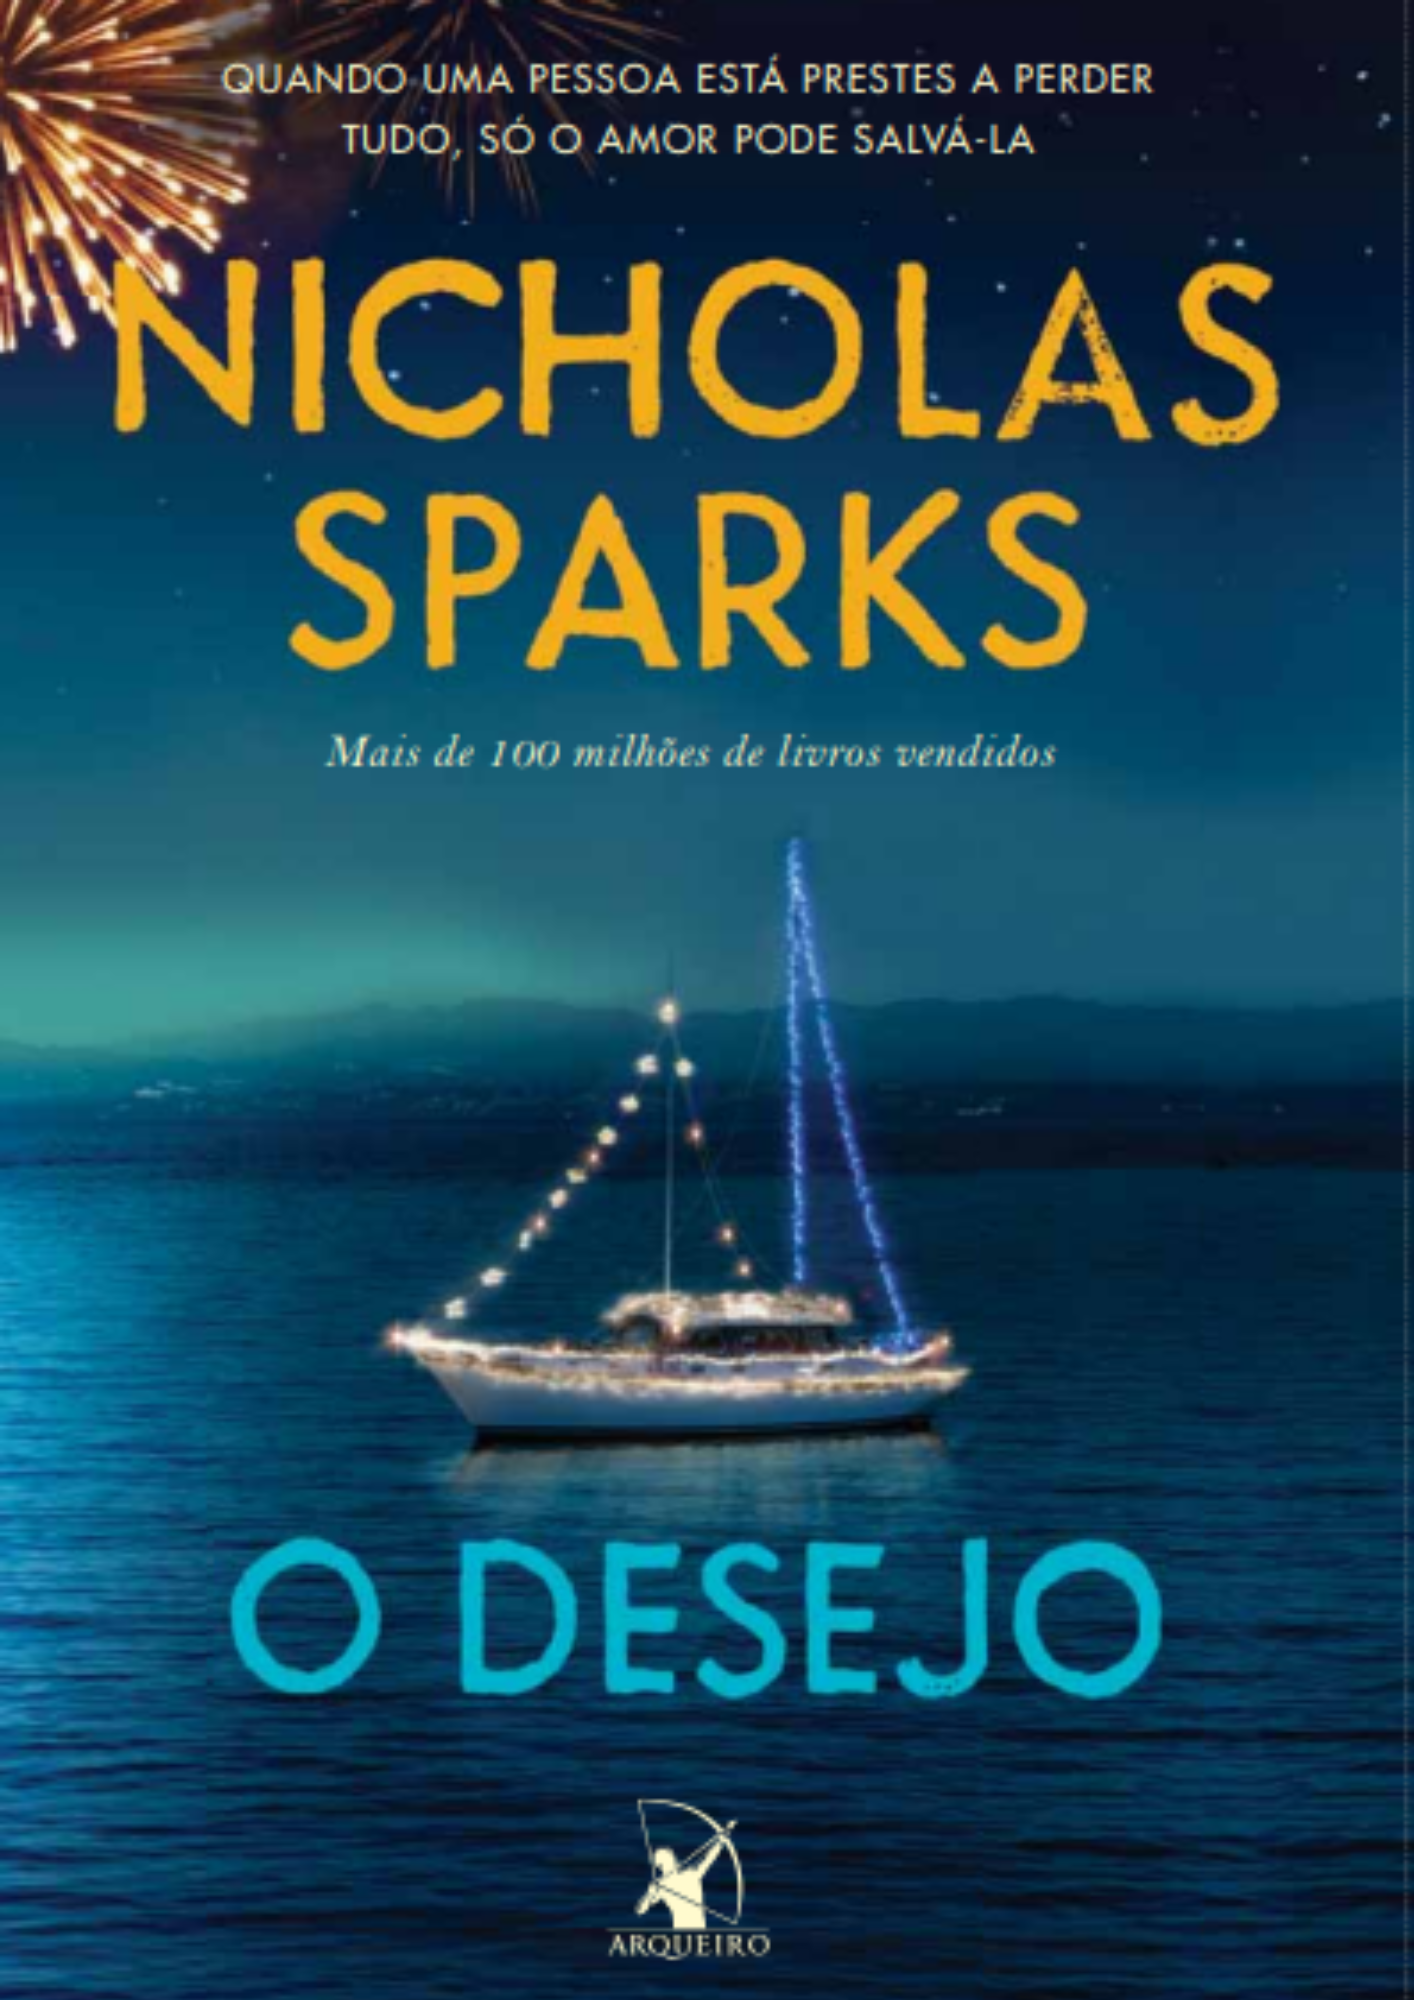 QUANDO UMA PESSOA ESTÁ PRESTES A PERDER
TUDO, SÓ O AMOR PODE SALVÁ-LA
NICHOLAS
SPARKS
Mais de 100 milhões de livros vendidos
O DESEJO
ARQUEIRO